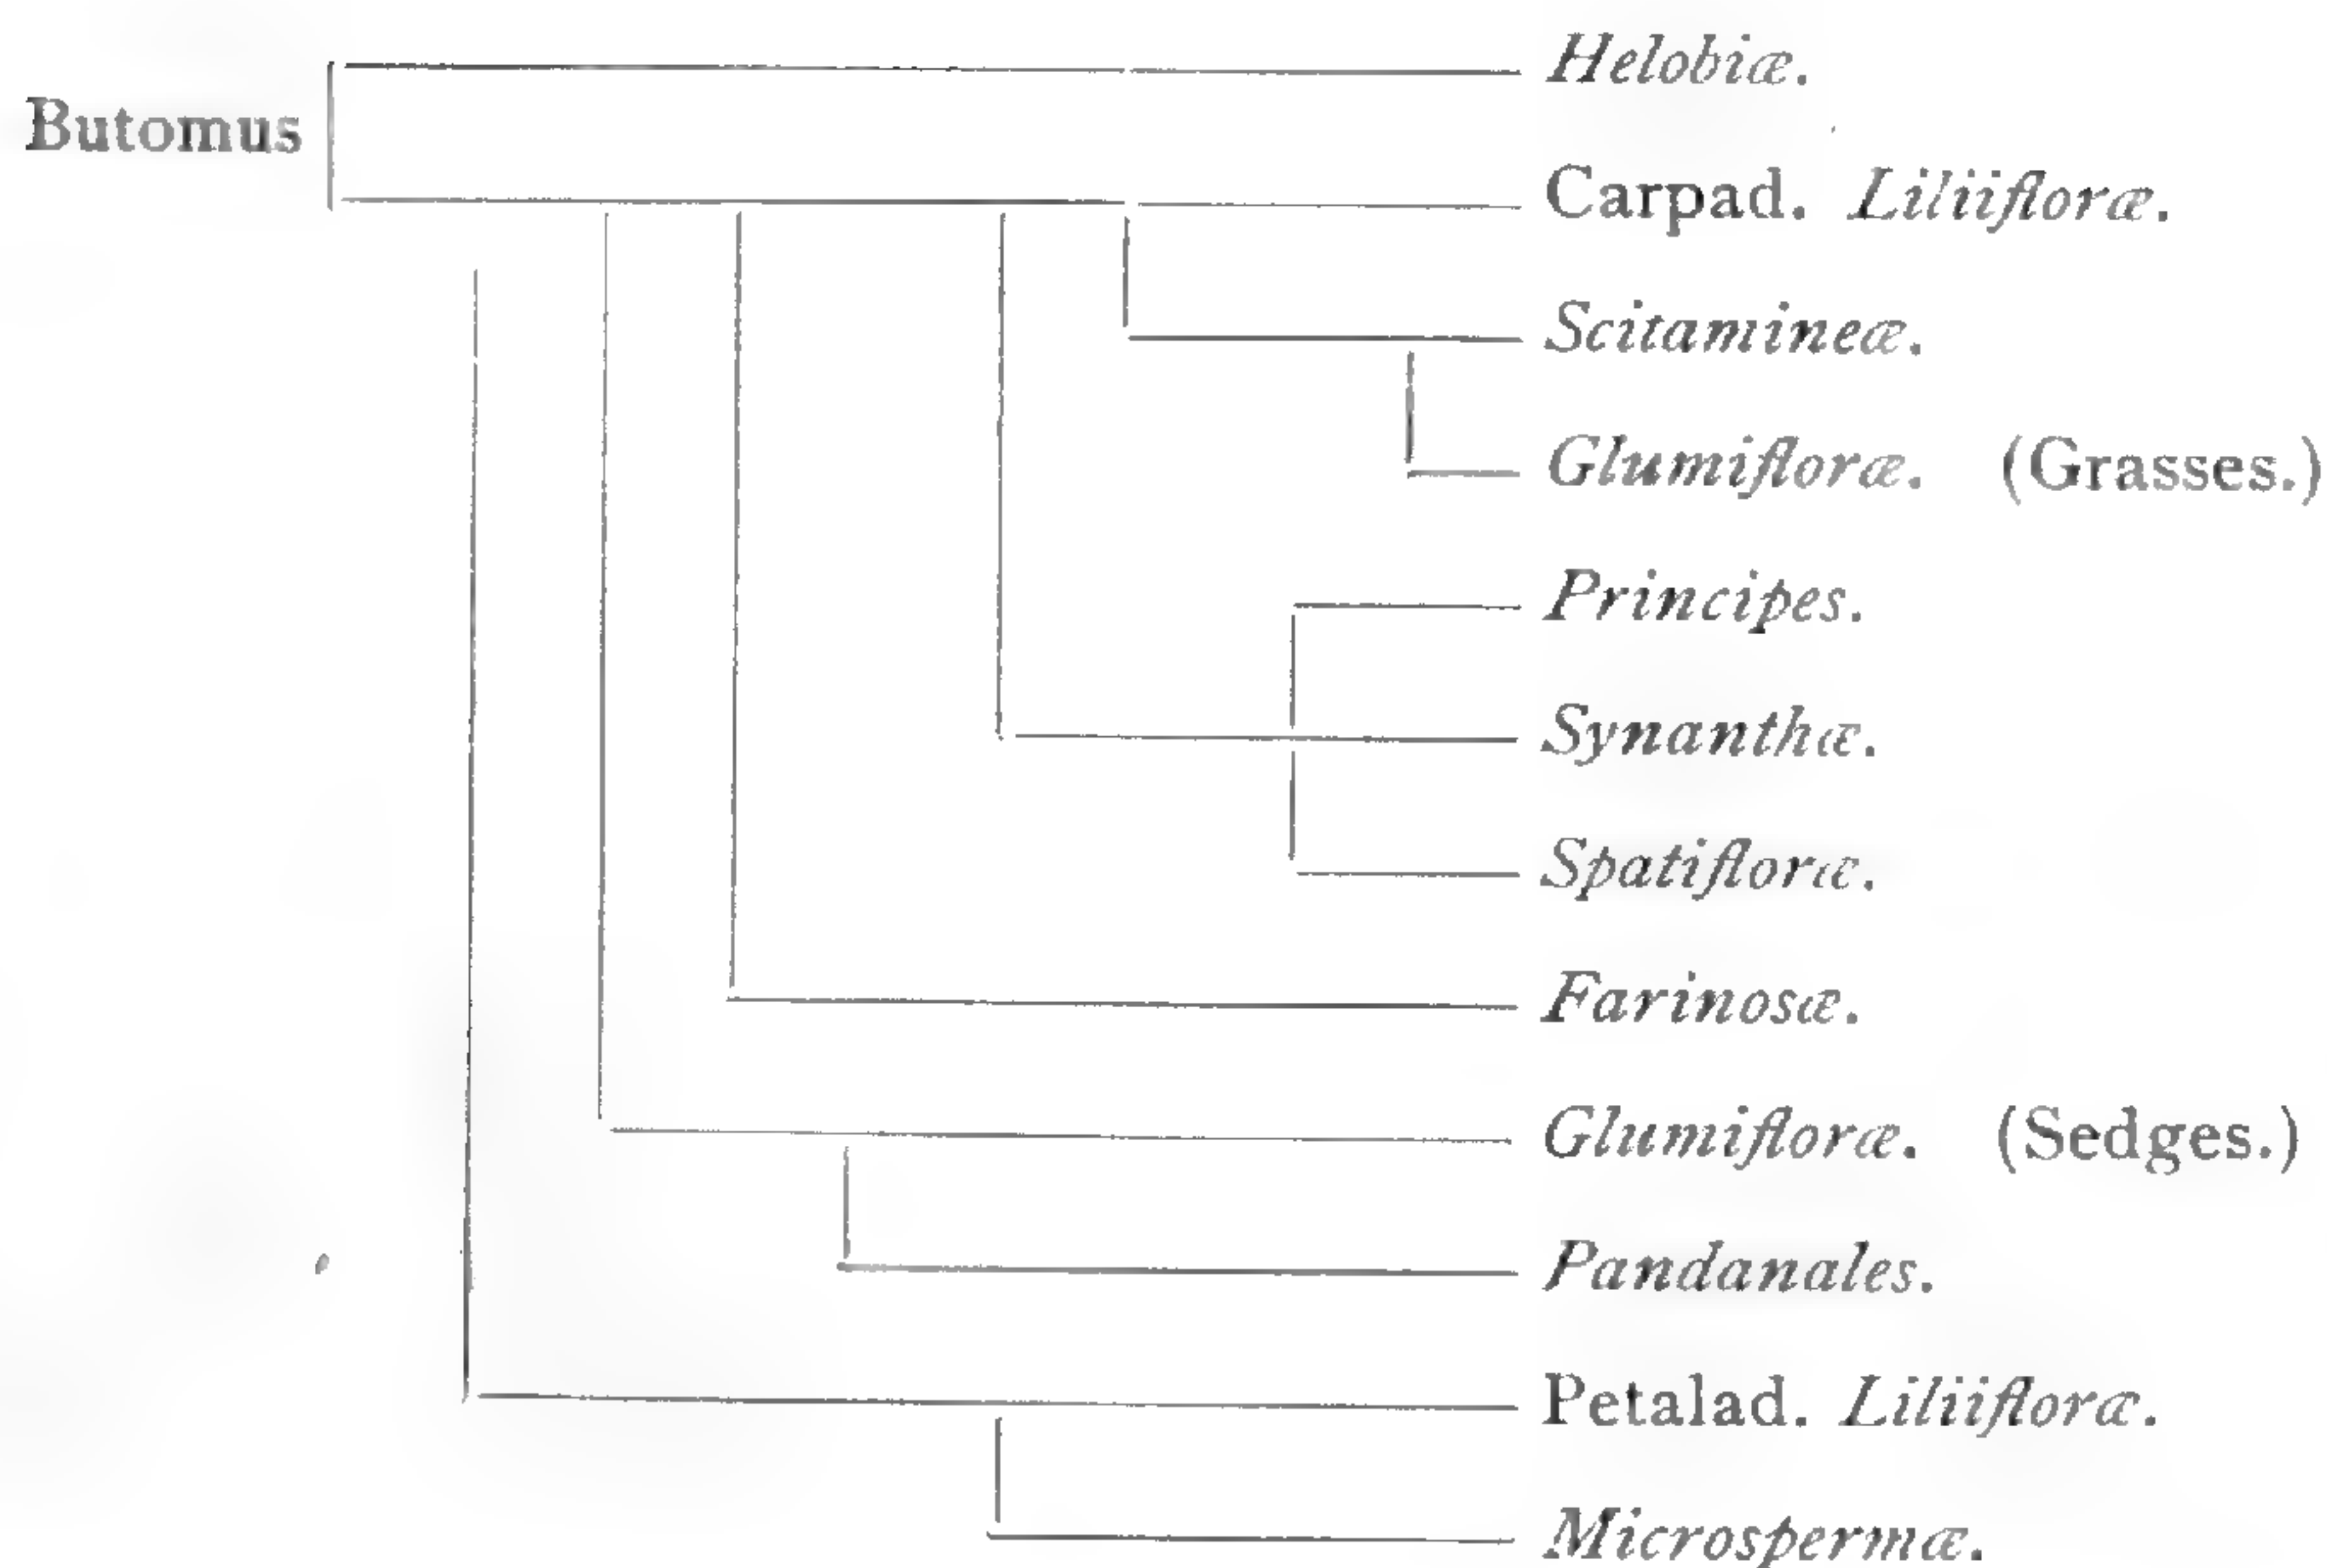 Helobiæ.
Butomus
Carpad. Liliifloræ.
Scitamineæ.
Glumifloræ. (Grasses.)
Principes.
Synanthæ.
Spatifloræ.
Farinosæ.
Glumifloræ. (Sedges.)
Pandanales.
Petalad. Liliifloræ.
Microspermæ.